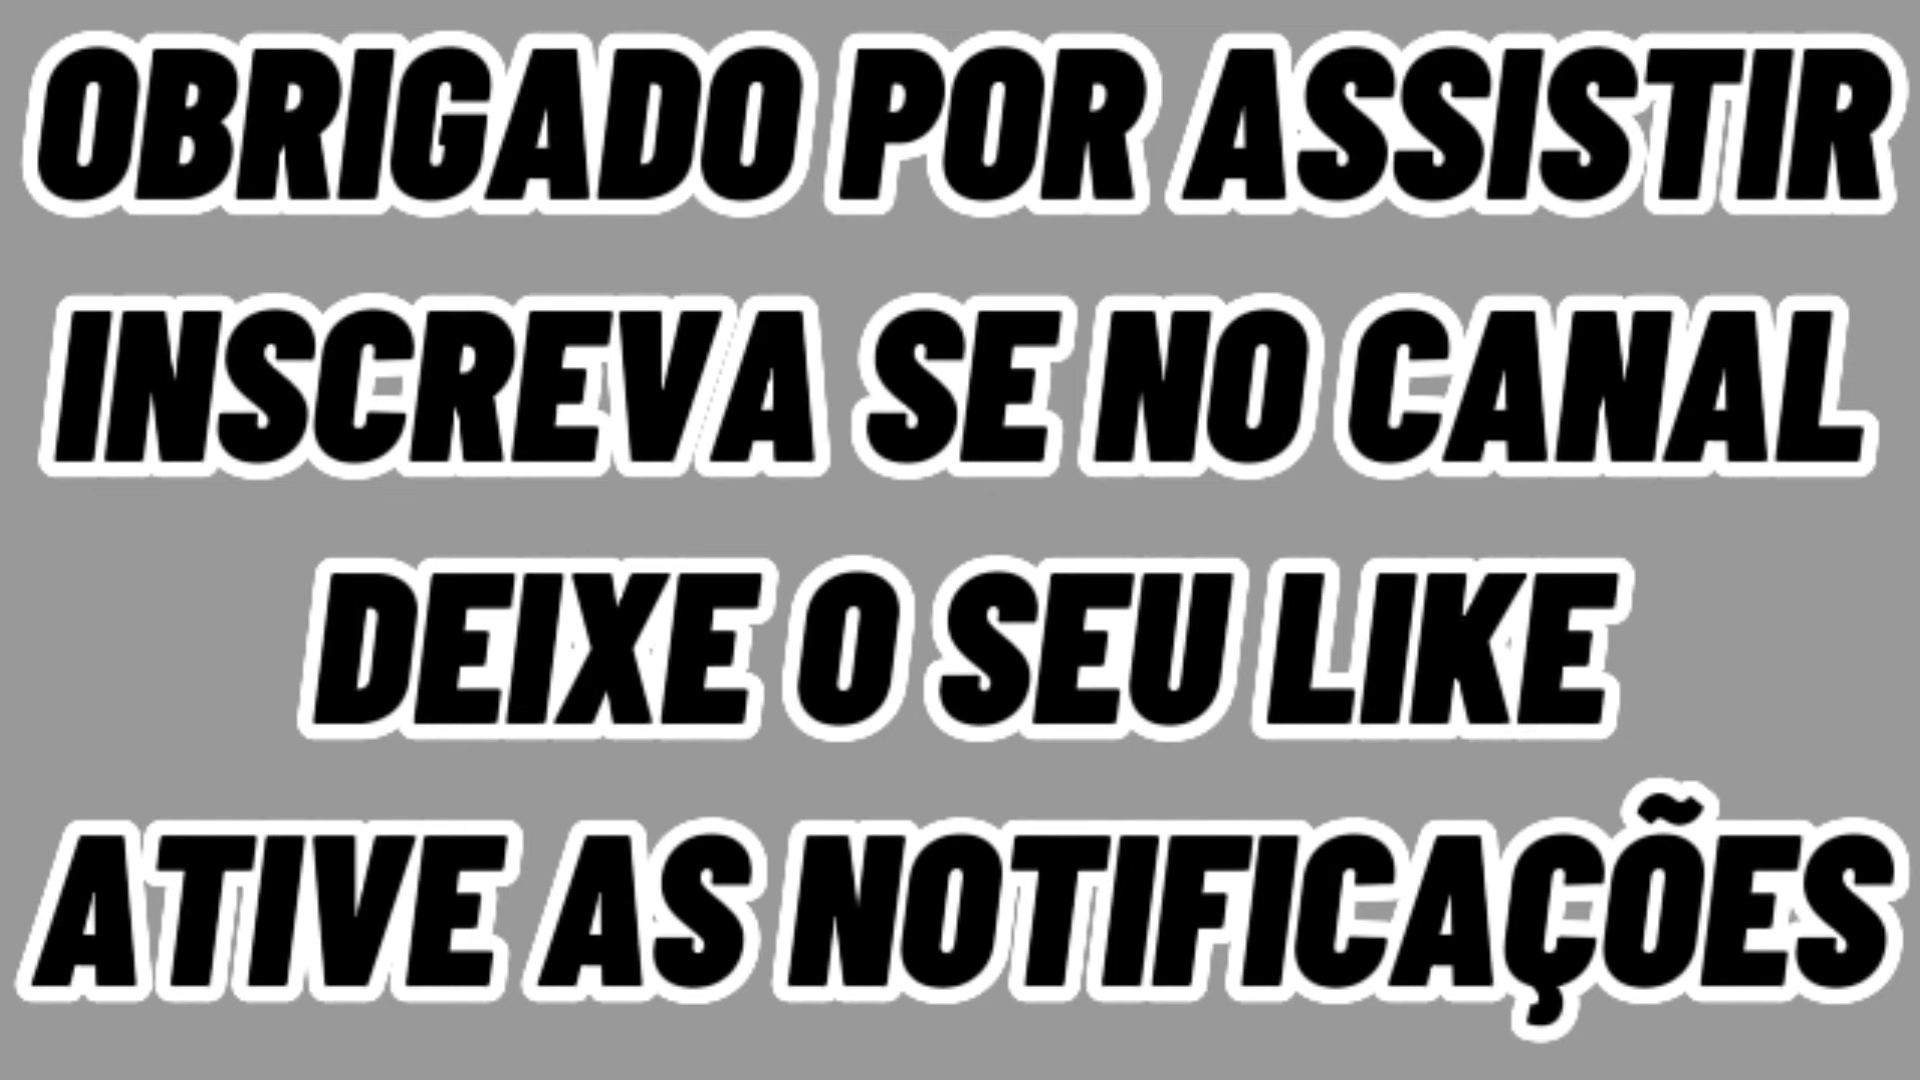 OBRIGADO POR ASSISTIR
INSCREVA SE NO CANAL
DEIXE O SEU LIKE
ATIVE AS NOTIFICAÇÕES